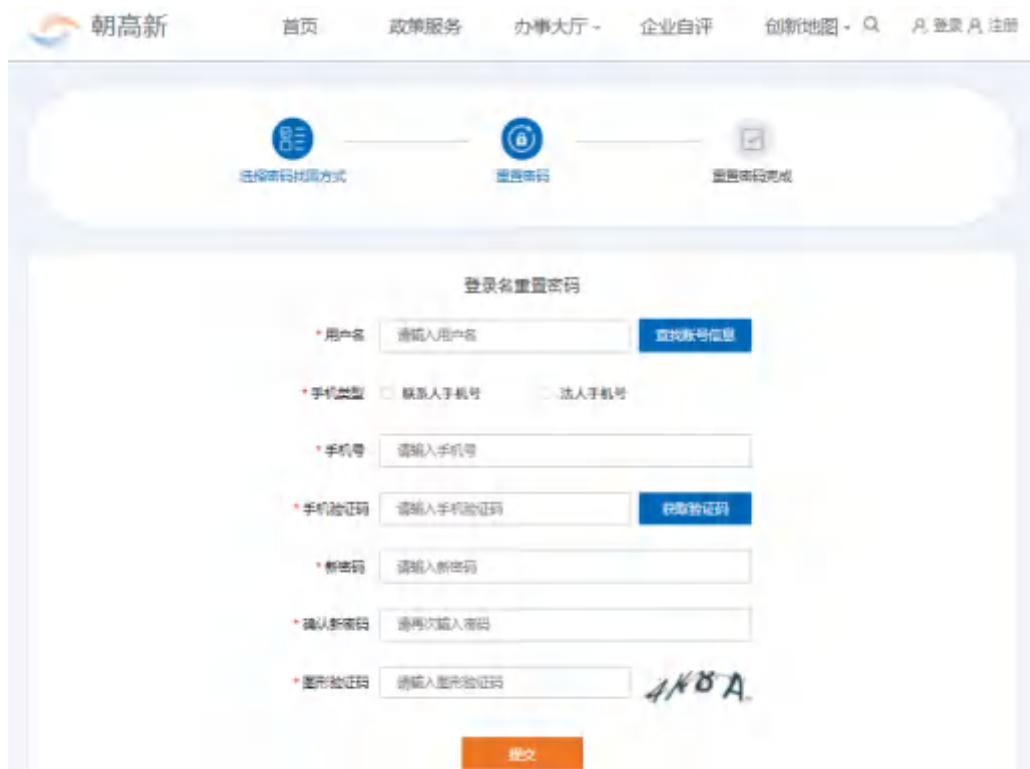 朝高新 首页 政策服务 办事大厅 企业自评 创新地图 登录 注册
选择密码找回方式 重置密码 重置密码完成
登录名重置密码
* 用户名 请输入用户名 查找账号信息
* 手机类型 联系人手机号 法人手机号
* 手机号 请输入手机号
* 手机验证码 请输入手机验证码 获取验证码
* 新密码 请输入新密码
* 确认新密码 请再次输入密码
* 图形验证码 请输入图形验证码 4N8A
提交